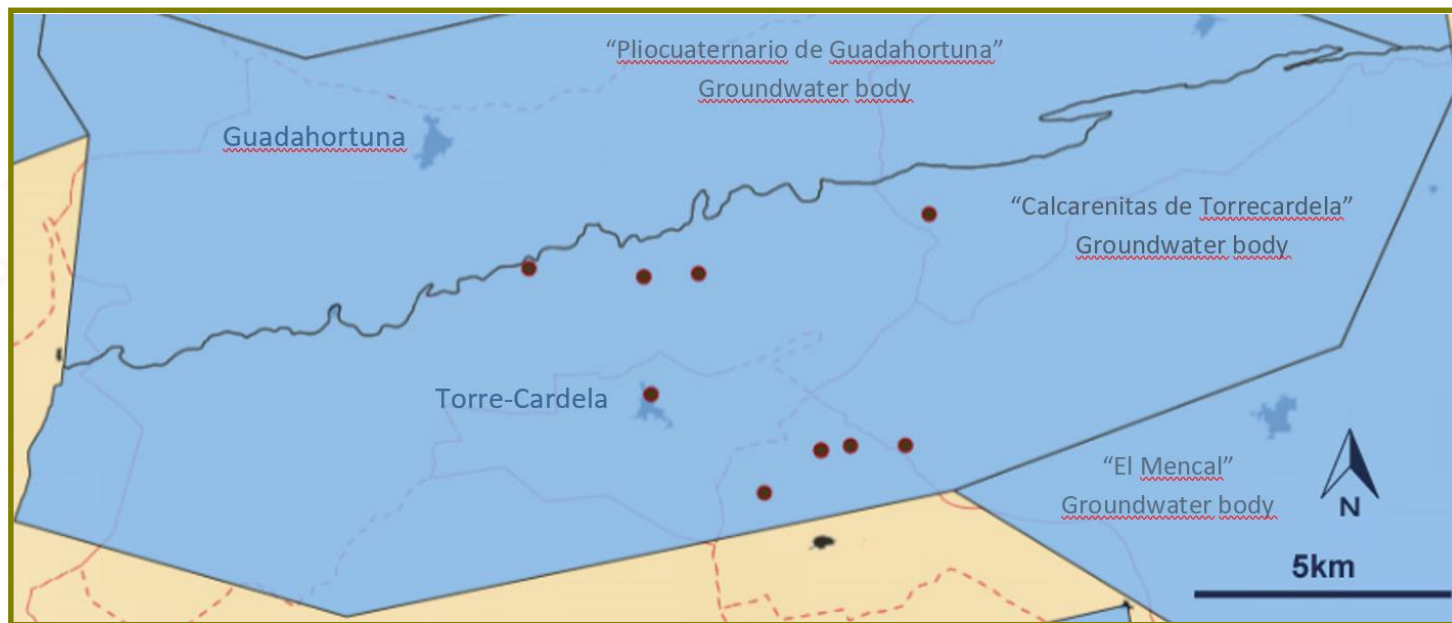 “Pliocuaternario de Guadahortuna”
Groundwater body
Guadahortuna
“Calcarenitas de Torrecardela”
Groundwater body
Torre-Cardela
“El Mencal”
Groundwater body
N
5km